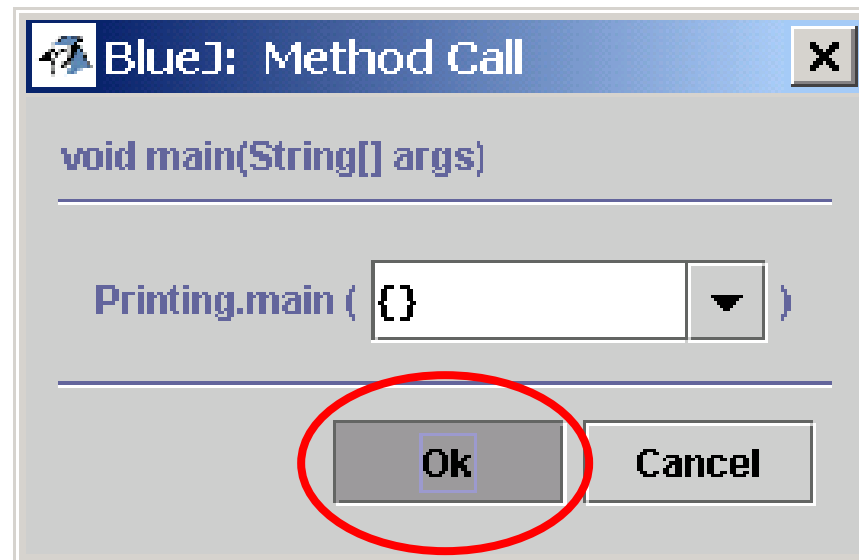 BlueJ: Method Call
void main(String[] args)
Printing.main ( {} )
Ok Cancel